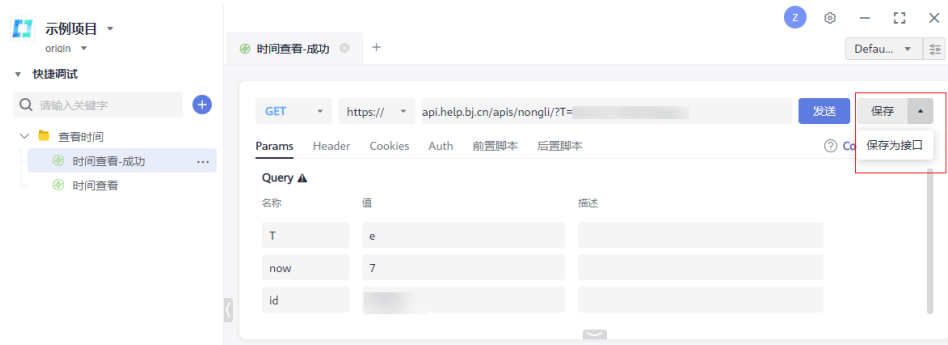 示例项目
origin
Z
快捷调试
请输入关键字
查看时间
时间查看-成功
...
时间查看
时间查看-成功
Defau...
GET
https://
api.help.bj.cn/apis/nongli/?T=
发送
保存
保存为接口
Params
Header
Cookies
Auth
前置脚本
后置脚本
Co
Query
名称
值
描述
T
e
now
7
id